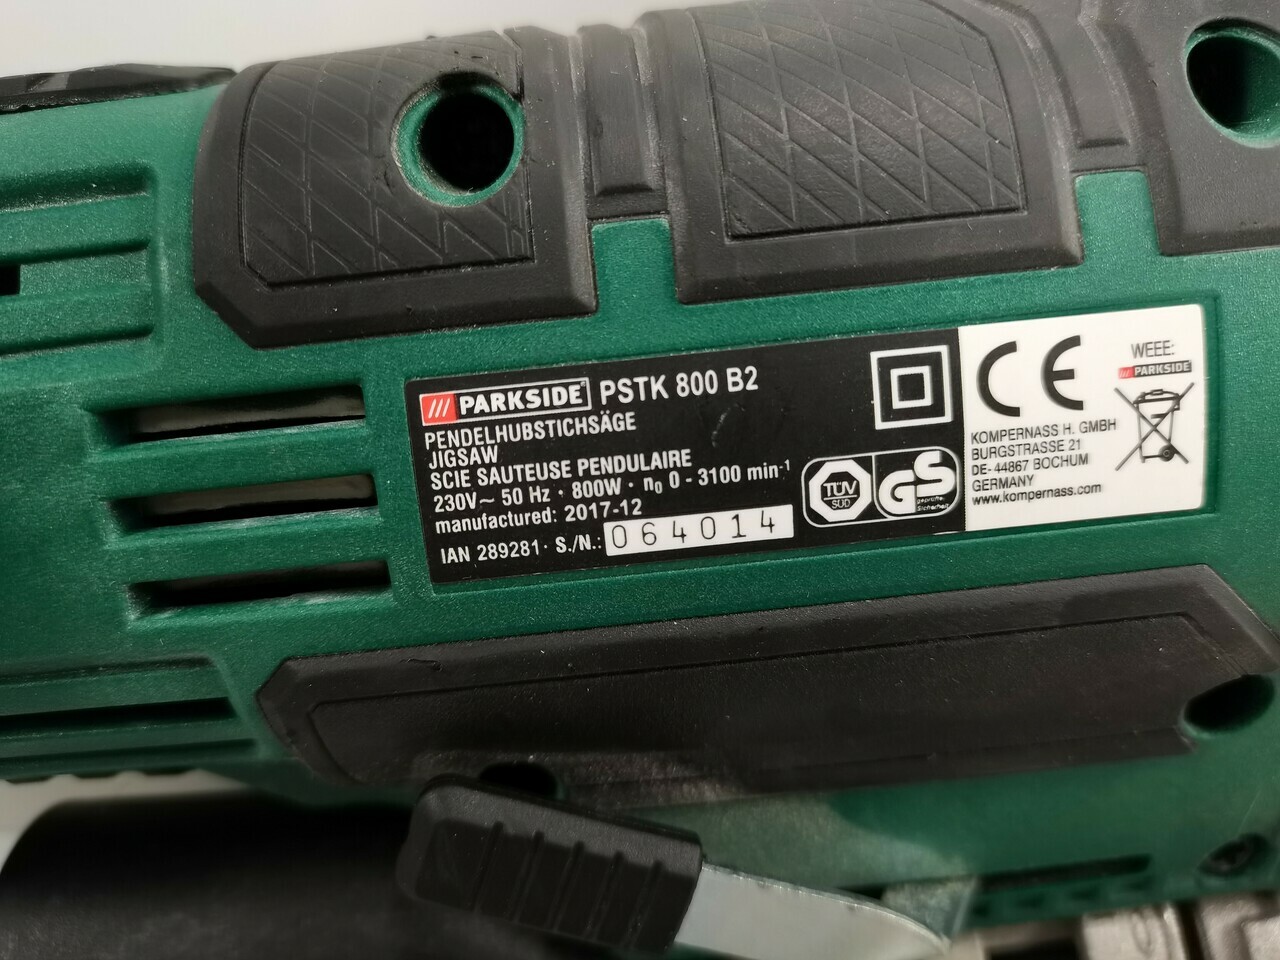 PARKSIDE® PSTK 800 B2
PENDELHUBSTICHSÄGE
JIGSAW
SCIE SAUTEUSE PENDULAIRE
230V~ 50 Hz · 800W · n₀ 0 - 3100 min⁻¹
manufactured: 2017-12
IAN 289281 · S./N.: 064014
TÜV
SÜD
GS
geprüfte
Sicherheit
CE
KOMPERNASS H. GMBH
BURGSTRASSE 21
DE- 44867 BOCHUM
GERMANY
www.kompernass.com
WEEE:
PARKSIDE